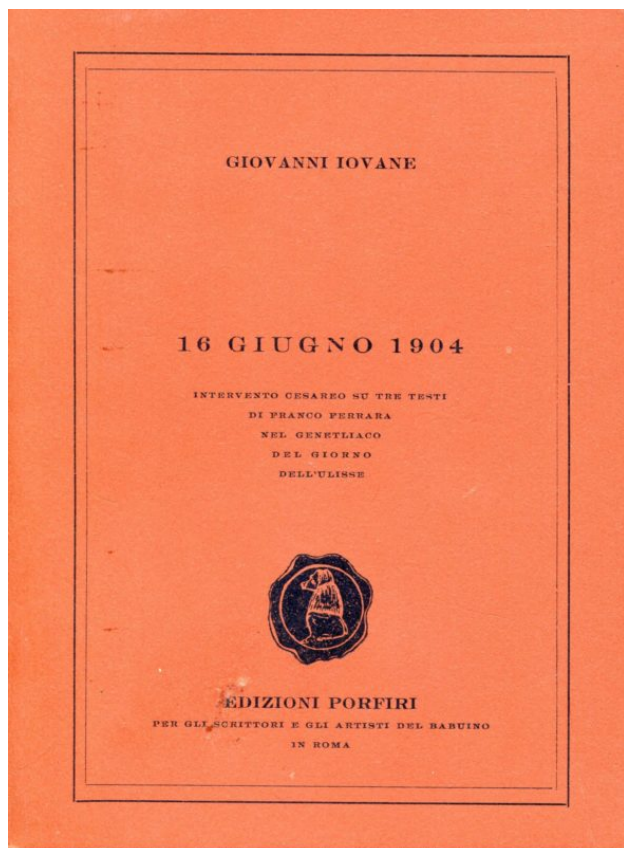 GIOVANNI IOVANE
16 GIUGNO 1904
INTERVENTO CESAREO SU TRE TESTI
DI FRANCO FERRARA
NEL GENETLIACO
DEL GIORNO
DELL'ULISSE
EDIZIONI PORFIRI
PER GLI SCRITTORI E GLI ARTISTI DEL BABUINO
IN ROMA